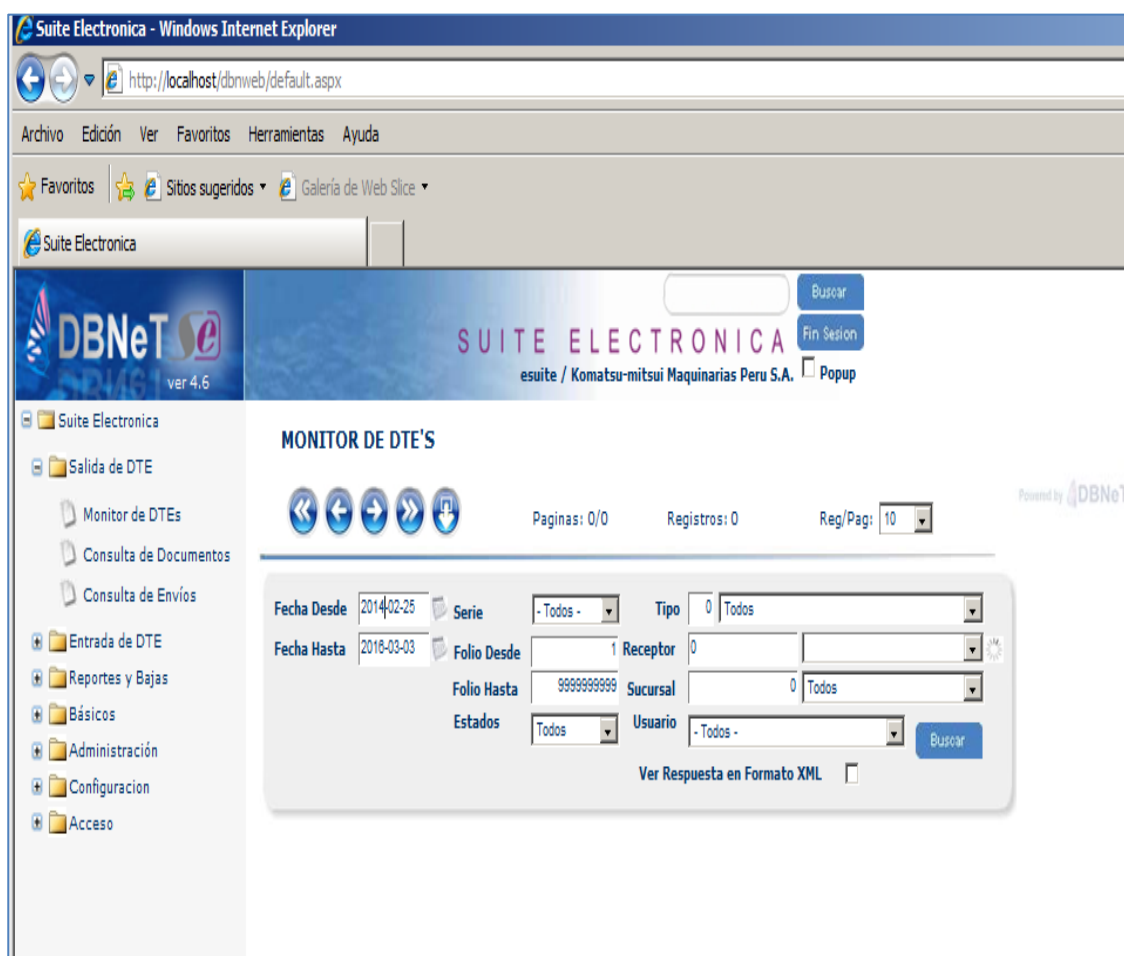 Suite Electronica - Windows Internet Explorer
http://localhost/dbnweb/default.aspx
Archivo Edición Ver Favoritos Herramientas Ayuda
Favoritos Sitios sugeridos Galería de Web Slice
Suite Electronica
DBNeT Se
ver 4.6
Buscar
SUITE ELECTRONICA Fin Sesion
esuite / Komatsu-mitsui Maquinarias Peru S.A. Popup
Suite Electronica
Salida de DTE
Monitor de DTEs
Consulta de Documentos
Consulta de Envíos
Entrada de DTE
Reportes y Bajas
Básicos
Administración
Configuracion
Acceso
MONITOR DE DTE'S
Powered by DBNeT
Paginas: 0/0 Registros: 0 Reg/Pag: 10
Fecha Desde 2014-02-25 Serie - Todos - Tipo 0 Todos
Fecha Hasta 2016-03-03 Folio Desde 1 Receptor 0
Folio Hasta 9999999999 Sucursal 0 Todos
Estados Todos Usuario - Todos - Buscar
Ver Respuesta en Formato XML